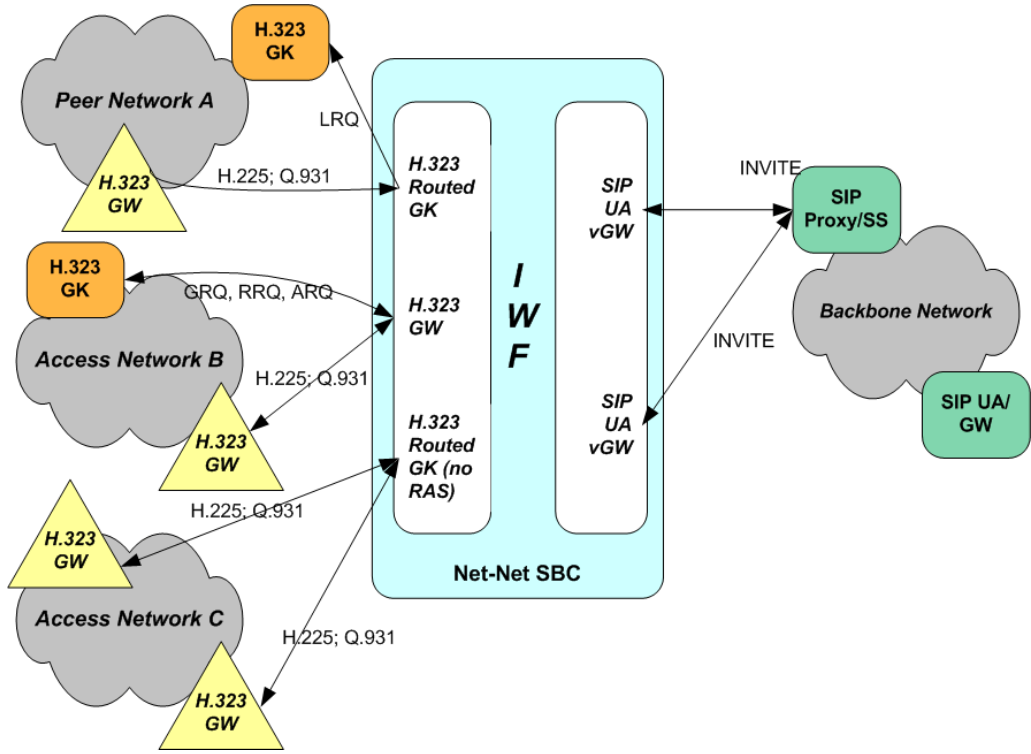 H.323
GK
Peer Network A
LRQ
H.323
GW
H.225; Q.931
H.323
GK
GRQ, RRQ, ARQ
Access Network B
H.225; Q.931
H.323
GW
H.323
GW
H.225; Q.931
Access Network C
H.225; Q.931
H.323
GW
H.323
Routed
GK
H.323
GW
H.323
Routed
GK (no
RAS)
I
W
F
SIP
UA
vGW
SIP
UA
vGW
Net-Net SBC
INVITE
SIP
Proxy/SS
Backbone Network
INVITE
SIP UA/
GW